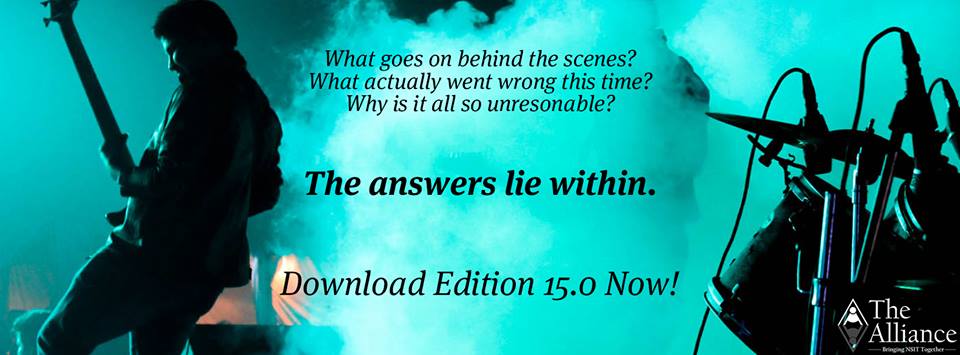 What goes on behind the scenes?
What actually went wrong this time?
Why is it all so unresonable?
The answers lie within.
Download Edition 15.0 Now!
The
Alliance
Bringing NSIT Together